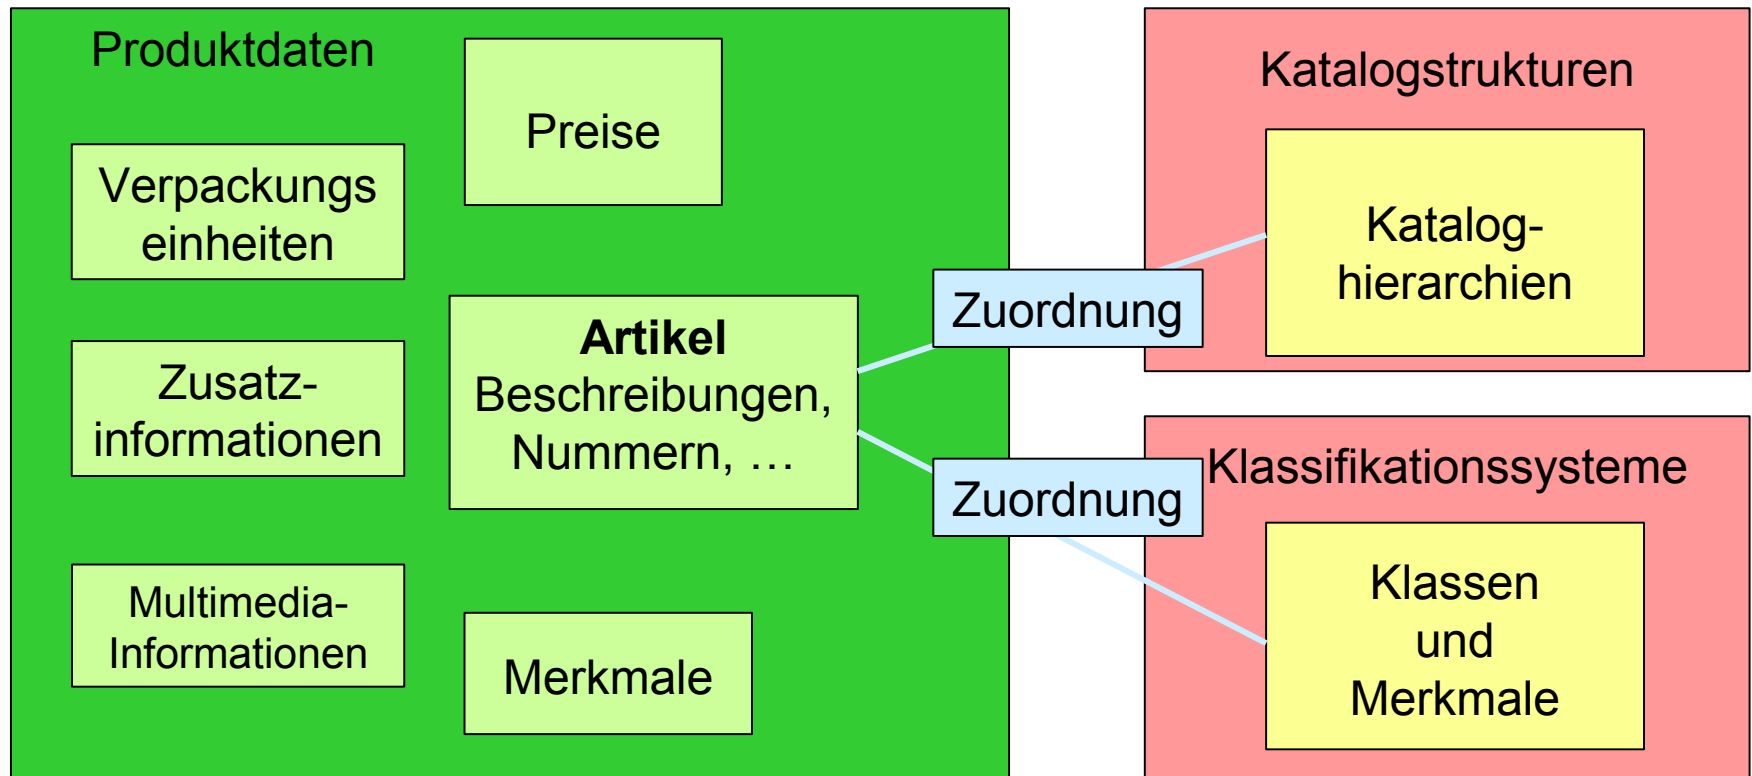 Produktdaten
Preise
Verpackungs
einheiten
Zusatz-
informationen
Multimedia-
Informationen
Artikel
Beschreibungen,
Nummern, …
Merkmale
Zuordnung
Zuordnung
Katalogstrukturen
Katalog-
hierarchien
Klassifikationssysteme
Klassen
und
Merkmale